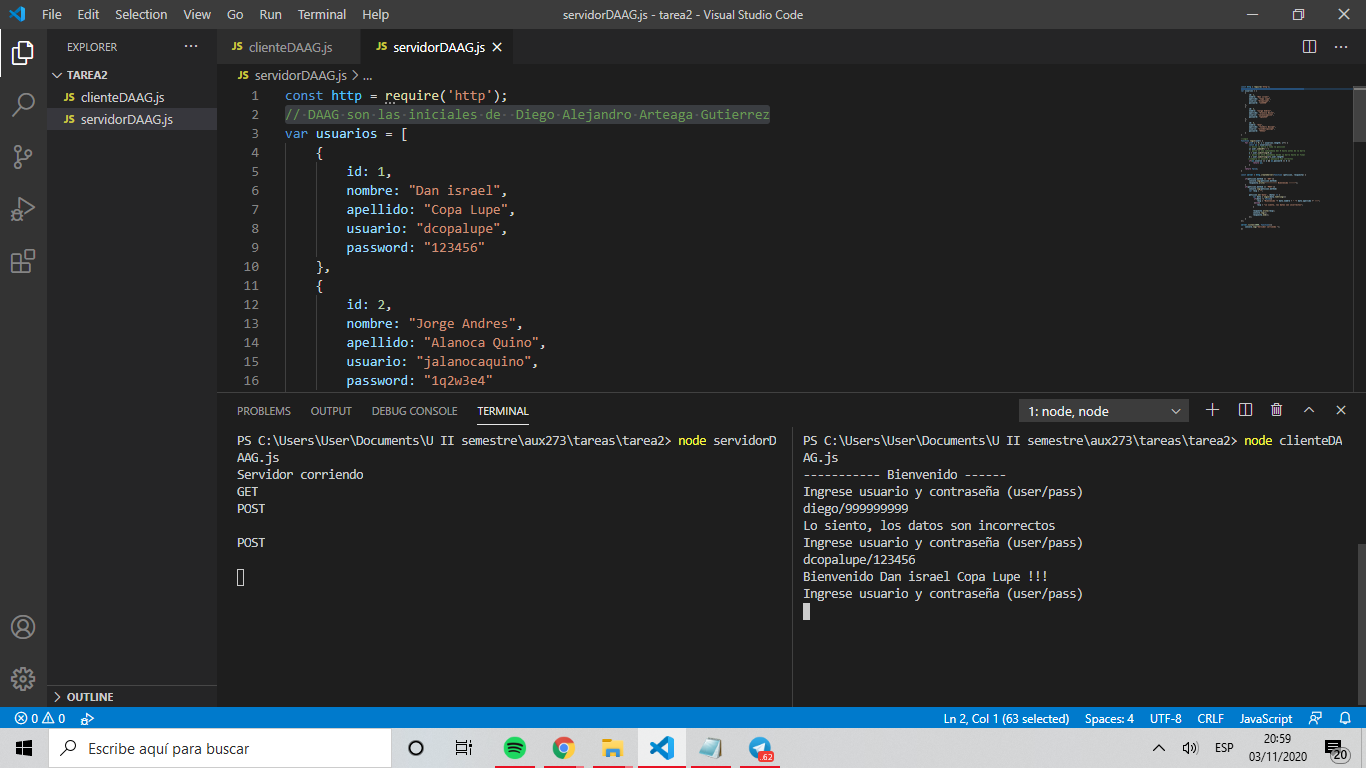 File Edit Selection View Go Run Terminal Help
servidorDAAG.js - tarea2 - Visual Studio Code
EXPLORER
TAREA2
JS clienteDAAG.js
JS servidorDAAG.js
OUTLINE
JS clienteDAAG.js
JS servidorDAAG.js
JS servidorDAAG.js > ...
1 const http = require('http');
2 // DAAG son las iniciales de  Diego Alejandro Arteaga Gutierrez
3 var usuarios = [
4 {
5 id: 1,
6 nombre: "Dan israel",
7 apellido: "Copa Lupe",
8 usuario: "dcopalupe",
9 password: "123456"
10 },
11 {
12 id: 2,
13 nombre: "Jorge Andres",
14 apellido: "Alanoca Quino",
15 usuario: "jalanocaquino",
16 password: "1q2w3e4"
PROBLEMS OUTPUT DEBUG CONSOLE TERMINAL
1: node, node
PS C:\Users\User\Documents\U II semestre\aux273\tareas\tarea2> node servidorD
AAG.js
Servidor corriendo
GET
POST
POST
PS C:\Users\User\Documents\U II semestre\aux273\tareas\tarea2> node clienteDA
AG.js
----------- Bienvenido ------
Ingrese usuario y contraseña (user/pass)
diego/999999999
Lo siento, los datos son incorrectos
Ingrese usuario y contraseña (user/pass)
dcopalupe/123456
Bienvenido Dan israel Copa Lupe !!!
Ingrese usuario y contraseña (user/pass)
0 0
Ln 2, Col 1 (63 selected) Spaces: 4 UTF-8 CRLF JavaScript
Escribe aquí para buscar
.62
ESP
20:59
03/11/2020
20